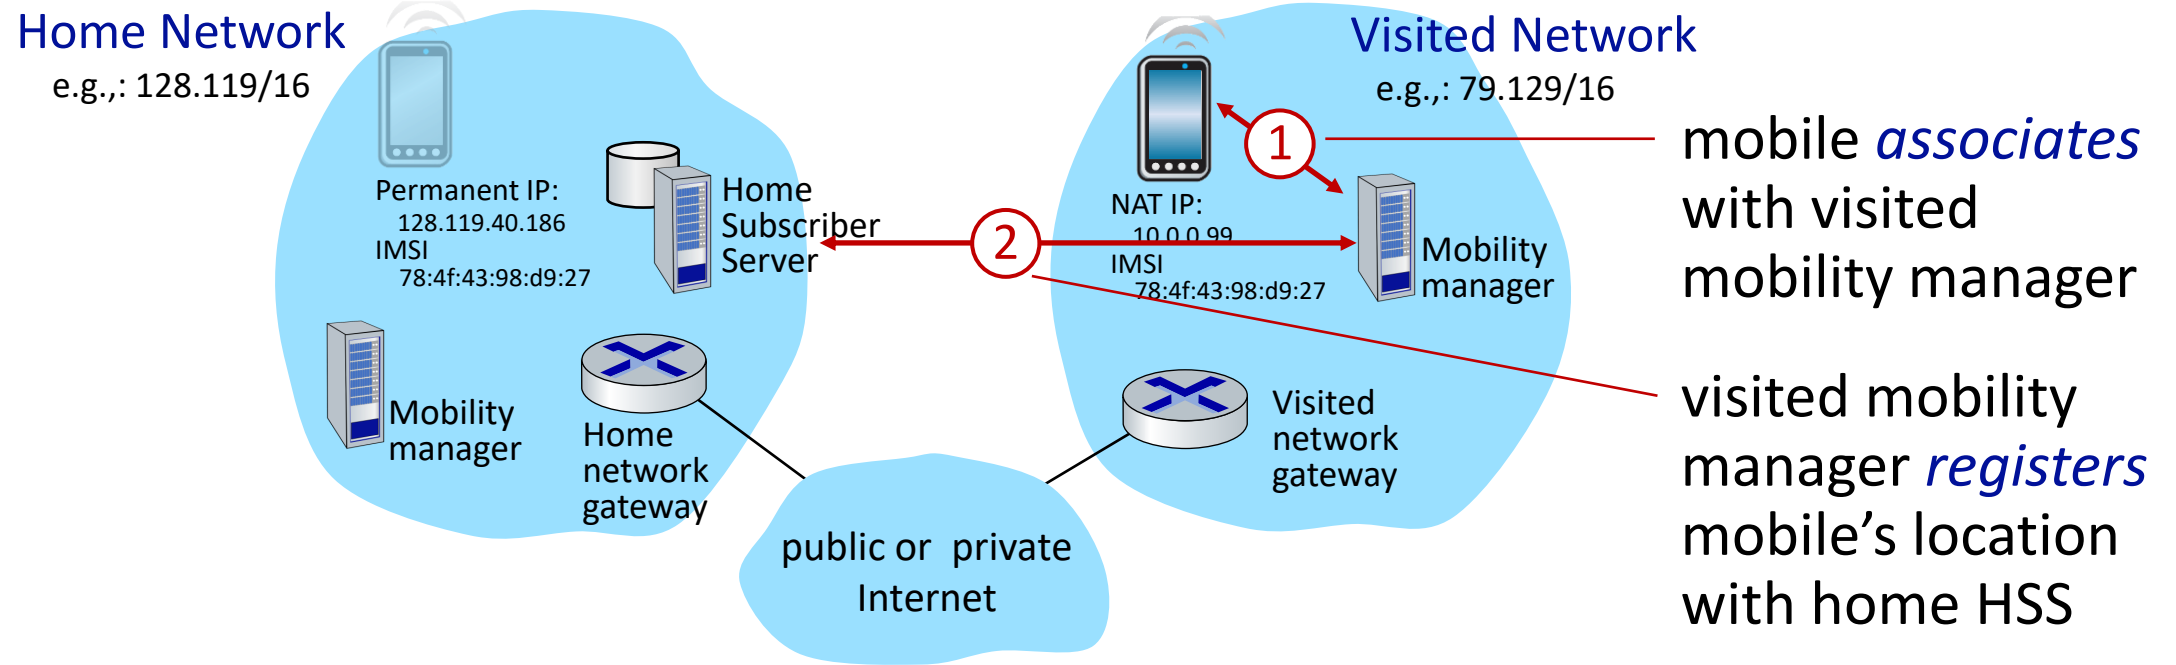 Home Network
e.g.,: 128.119/16
Permanent IP:
128.119.40.186
IMSI
78:4f:43:98:d9:27
Home
Subscriber
Server
Mobility
manager
Home
network
gateway
public or private
Internet
Visited Network
e.g.,: 79.129/16
NAT IP:
10.0.0.99
IMSI
78:4f:43:98:d9:27
Mobility
manager
Visited
network
gateway
1
2
mobile associates
with visited
mobility manager
visited mobility
manager registers
mobile’s location
with home HSS